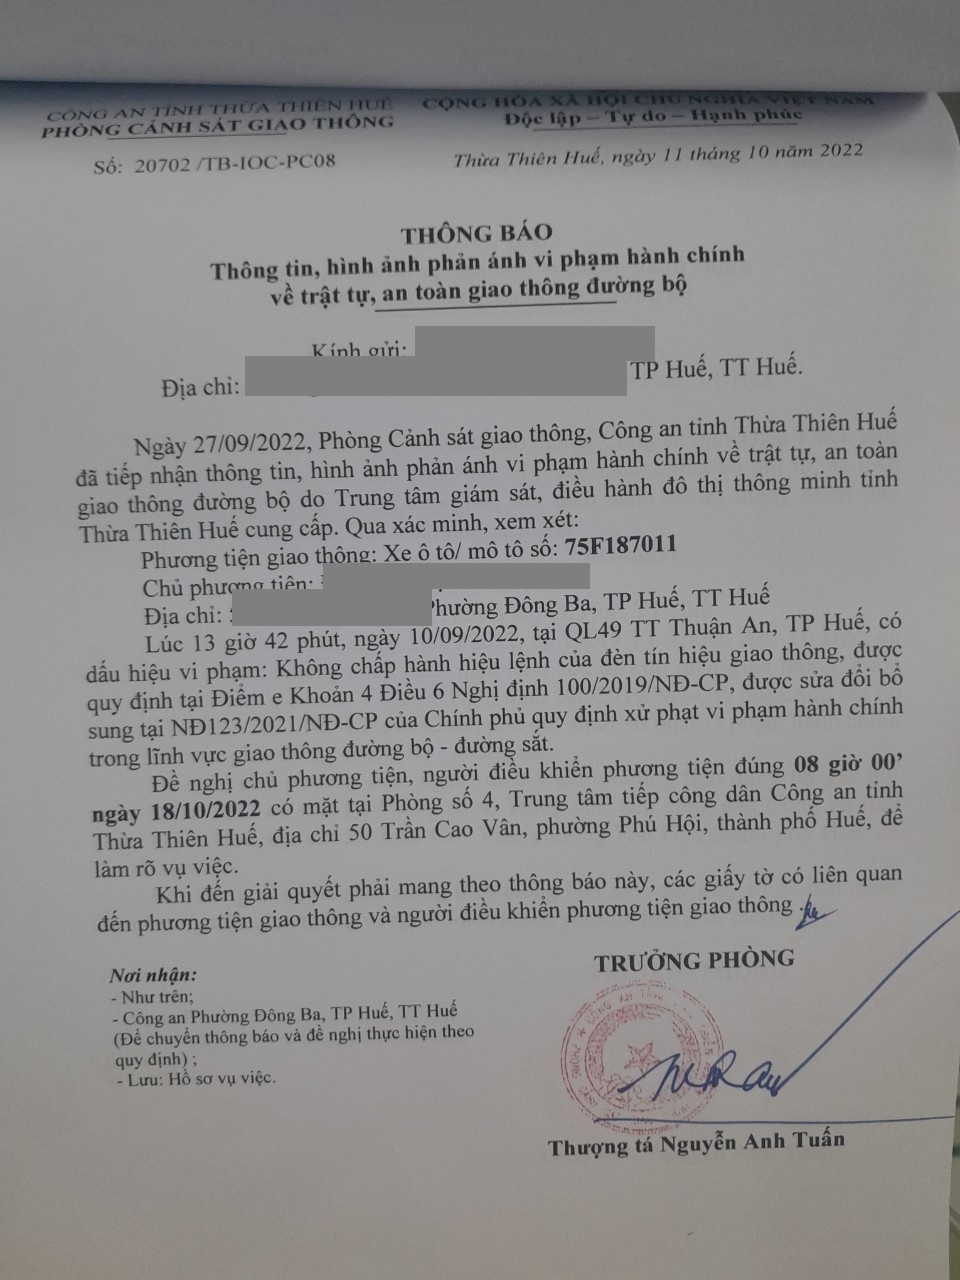 CÔNG AN TỈNH THỪA THIÊN HUẾ
PHÒNG CẢNH SÁT GIAO THÔNG
CỘNG HÒA XÃ HỘI CHỦ NGHĨA VIỆT NAM
Độc lập – Tự do – Hạnh phúc
Số: 20702 /TB-IOC-PC08
Thừa Thiên Huế, ngày 11 tháng 10 năm 2022
THÔNG BÁO
Thông tin, hình ảnh phản ánh vi phạm hành chính
về trật tự, an toàn giao thông đường bộ
Kính gửi:
Địa chỉ: TP Huế, TT Huế.
Ngày 27/09/2022, Phòng Cảnh sát giao thông, Công an tỉnh Thừa Thiên Huế
đã tiếp nhận thông tin, hình ảnh phản ánh vi phạm hành chính về trật tự, an toàn
giao thông đường bộ do Trung tâm giám sát, điều hành đô thị thông minh tỉnh
Thừa Thiên Huế cung cấp. Qua xác minh, xem xét:
Phương tiện giao thông: Xe ô tô/ mô tô số: 75F187011
Chủ phương tiện:
Địa chỉ: Phường Đông Ba, TP Huế, TT Huế
Lúc 13 giờ 42 phút, ngày 10/09/2022, tại QL49 TT Thuận An, TP Huế, có
dấu hiệu vi phạm: Không chấp hành hiệu lệnh của đèn tín hiệu giao thông, được
quy định tại Điểm e Khoản 4 Điều 6 Nghị định 100/2019/NĐ-CP, được sửa đổi bổ
sung tại NĐ123/2021/NĐ-CP của Chính phủ quy định xử phạt vi phạm hành chính
trong lĩnh vực giao thông đường bộ - đường sắt.
Đề nghị chủ phương tiện, người điều khiển phương tiện đúng 08 giờ 00’
ngày 18/10/2022 có mặt tại Phòng số 4, Trung tâm tiếp công dân Công an tỉnh
Thừa Thiên Huế, địa chỉ 50 Trần Cao Vân, phường Phú Hội, thành phố Huế, để
làm rõ vụ việc.
Khi đến giải quyết phải mang theo thông báo này, các giấy tờ có liên quan
đến phương tiện giao thông và người điều khiển phương tiện giao thông .
Nơi nhận:
- Như trên;
- Công an Phường Đông Ba, TP Huế, TT Huế
(Để chuyển thông báo và đề nghị thực hiện theo
quy định) ;
- Lưu: Hồ sơ vụ việc.
TRƯỞNG PHÒNG
Thượng tá Nguyễn Anh Tuấn